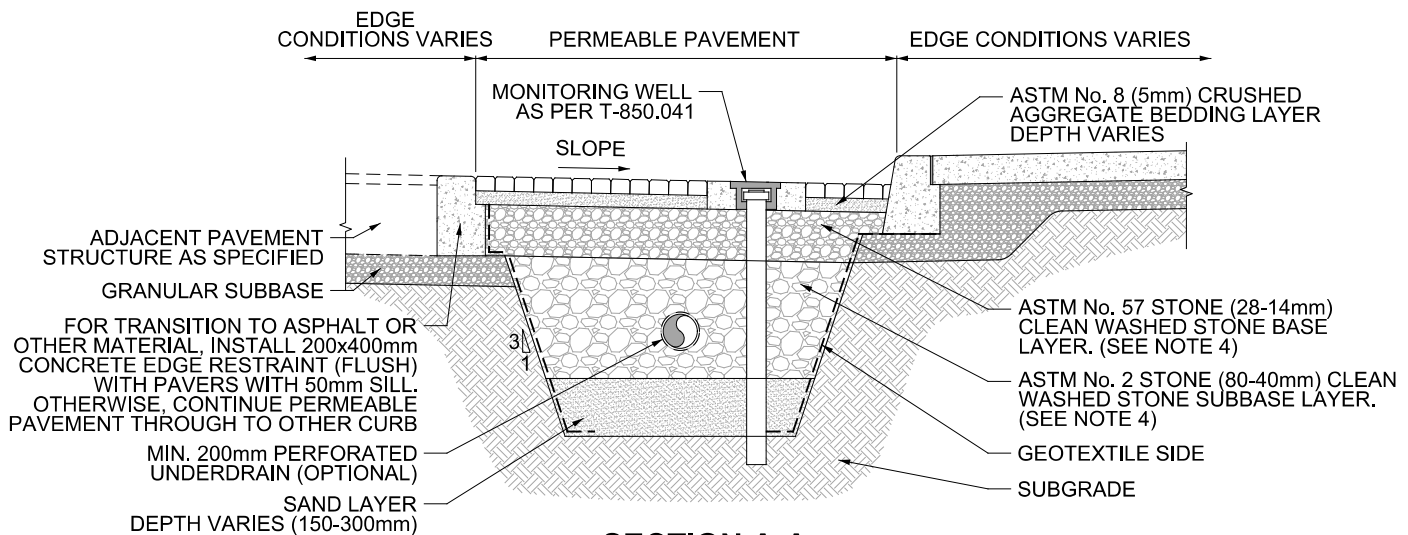 EDGE
CONDITIONS VARIES
PERMEABLE PAVEMENT
EDGE CONDITIONS VARIES
MONITORING WELL
AS PER T-850.041
SLOPE
ASTM No. 8 (5mm) CRUSHED
AGGREGATE BEDDING LAYER
DEPTH VARIES
ADJACENT PAVEMENT
STRUCTURE AS SPECIFIED
GRANULAR SUBBASE
FOR TRANSITION TO ASPHALT OR
OTHER MATERIAL, INSTALL 200x400mm
CONCRETE EDGE RESTRAINT (FLUSH)
WITH PAVERS WITH 50mm SILL.
OTHERWISE, CONTINUE PERMEABLE
PAVEMENT THROUGH TO OTHER CURB
3
1
MIN. 200mm PERFORATED
UNDERDRAIN (OPTIONAL)
SAND LAYER
DEPTH VARIES (150-300mm)
ASTM No. 57 STONE (28-14mm)
CLEAN WASHED STONE BASE
LAYER. (SEE NOTE 4)
ASTM No. 2 STONE (80-40mm) CLEAN
WASHED STONE SUBBASE LAYER.
(SEE NOTE 4)
GEOTEXTILE SIDE
SUBGRADE